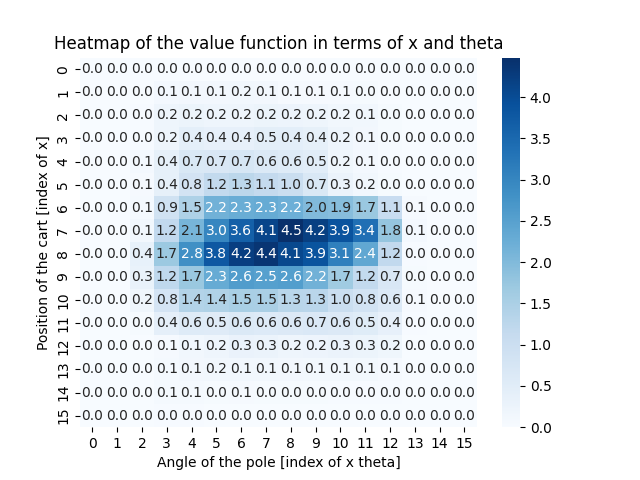 Heatmap of the value function in terms of x and theta
Position of the cart [index of x]
0 0.0 0.0 0.0 0.0 0.0 0.0 0.0 0.0 0.0 0.0 0.0 0.0 0.0 0.0 0.0 0.0
1 0.0 0.0 0.0 0.1 0.1 0.1 0.2 0.1 0.1 0.1 0.1 0.0 0.0 0.0 0.0 0.0
2 0.0 0.0 0.0 0.2 0.2 0.2 0.2 0.2 0.2 0.2 0.2 0.1 0.0 0.0 0.0 0.0
3 0.0 0.0 0.0 0.2 0.4 0.4 0.4 0.5 0.4 0.4 0.2 0.1 0.0 0.0 0.0 0.0
4 0.0 0.0 0.1 0.4 0.7 0.7 0.7 0.6 0.6 0.5 0.2 0.1 0.0 0.0 0.0 0.0
5 0.0 0.0 0.1 0.4 0.8 1.2 1.3 1.1 1.0 0.7 0.3 0.2 0.0 0.0 0.0 0.0
6 0.0 0.0 0.1 0.9 1.5 2.2 2.3 2.3 2.2 2.0 1.9 1.7 1.1 0.1 0.0 0.0
7 0.0 0.0 0.1 1.2 2.1 3.0 3.6 4.1 4.5 4.2 3.9 3.4 1.8 0.1 0.0 0.0
8 0.0 0.0 0.4 1.7 2.8 3.8 4.2 4.4 4.1 3.9 3.1 2.4 1.2 0.0 0.0 0.0
9 0.0 0.0 0.3 1.2 1.7 2.3 2.6 2.5 2.6 2.2 1.7 1.2 0.7 0.0 0.0 0.0
10 0.0 0.0 0.2 0.8 1.4 1.4 1.5 1.5 1.3 1.3 1.0 0.8 0.6 0.1 0.0 0.0
11 0.0 0.0 0.0 0.4 0.6 0.5 0.6 0.6 0.6 0.7 0.6 0.5 0.4 0.0 0.0 0.0
12 0.0 0.0 0.0 0.1 0.2 0.2 0.3 0.3 0.2 0.2 0.3 0.3 0.2 0.0 0.0 0.0
13 0.0 0.0 0.0 0.1 0.1 0.2 0.1 0.1 0.1 0.1 0.1 0.1 0.1 0.0 0.0 0.0
14 0.0 0.0 0.0 0.0 0.1 0.0 0.1 0.0 0.0 0.0 0.0 0.0 0.0 0.0 0.0 0.0
15 0.0 0.0 0.0 0.0 0.0 0.0 0.0 0.0 0.0 0.0 0.0 0.0 0.0 0.0 0.0 0.0
0 1 2 3 4 5 6 7 8 9 10 11 12 13 14 15
Angle of the pole [index of x theta]
4.0
3.5
3.0
2.5
2.0
1.5
1.0
0.5
0.0